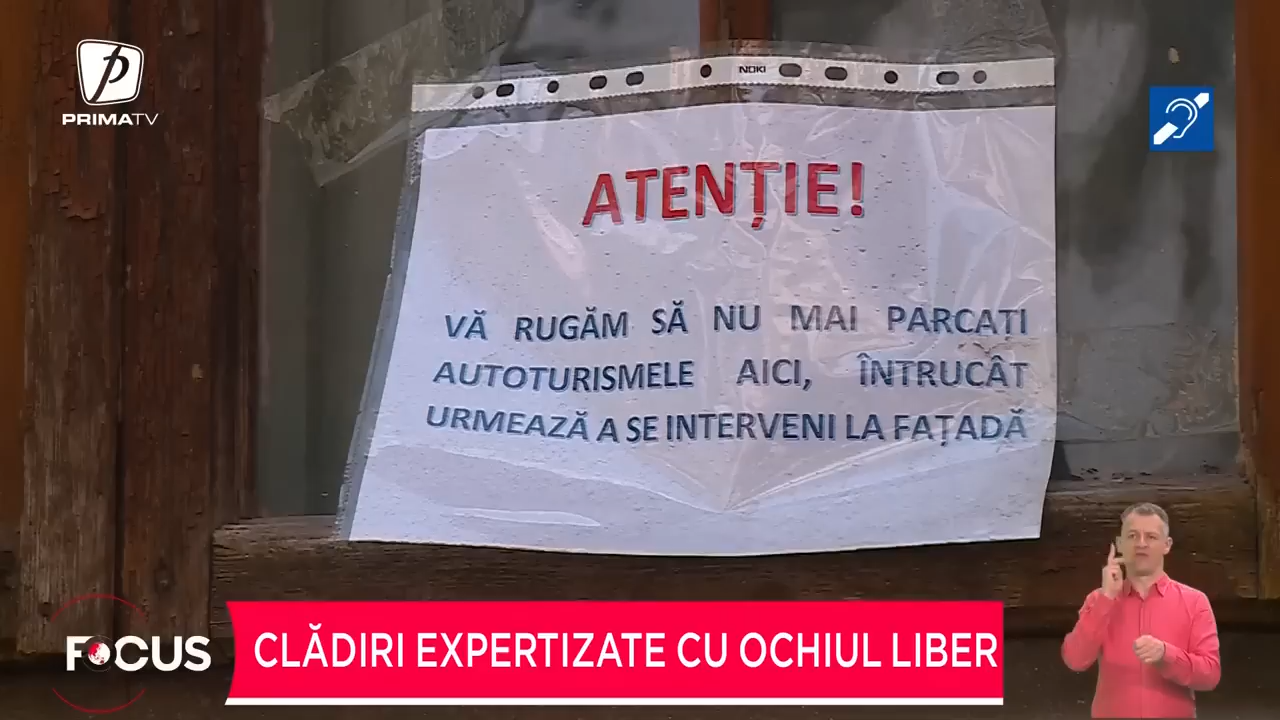 PRIMATV
NOKI
ATENȚIE!
VĂ RUGĂM SĂ NU MAI PARCAȚI
AUTOTURISMELE AICI, ÎNTRUCÂT
URMEAZĂ A SE INTERVENI LA FAȚADĂ
FOCUS
CLĂDIRI EXPERTIZATE CU OCHIUL LIBER